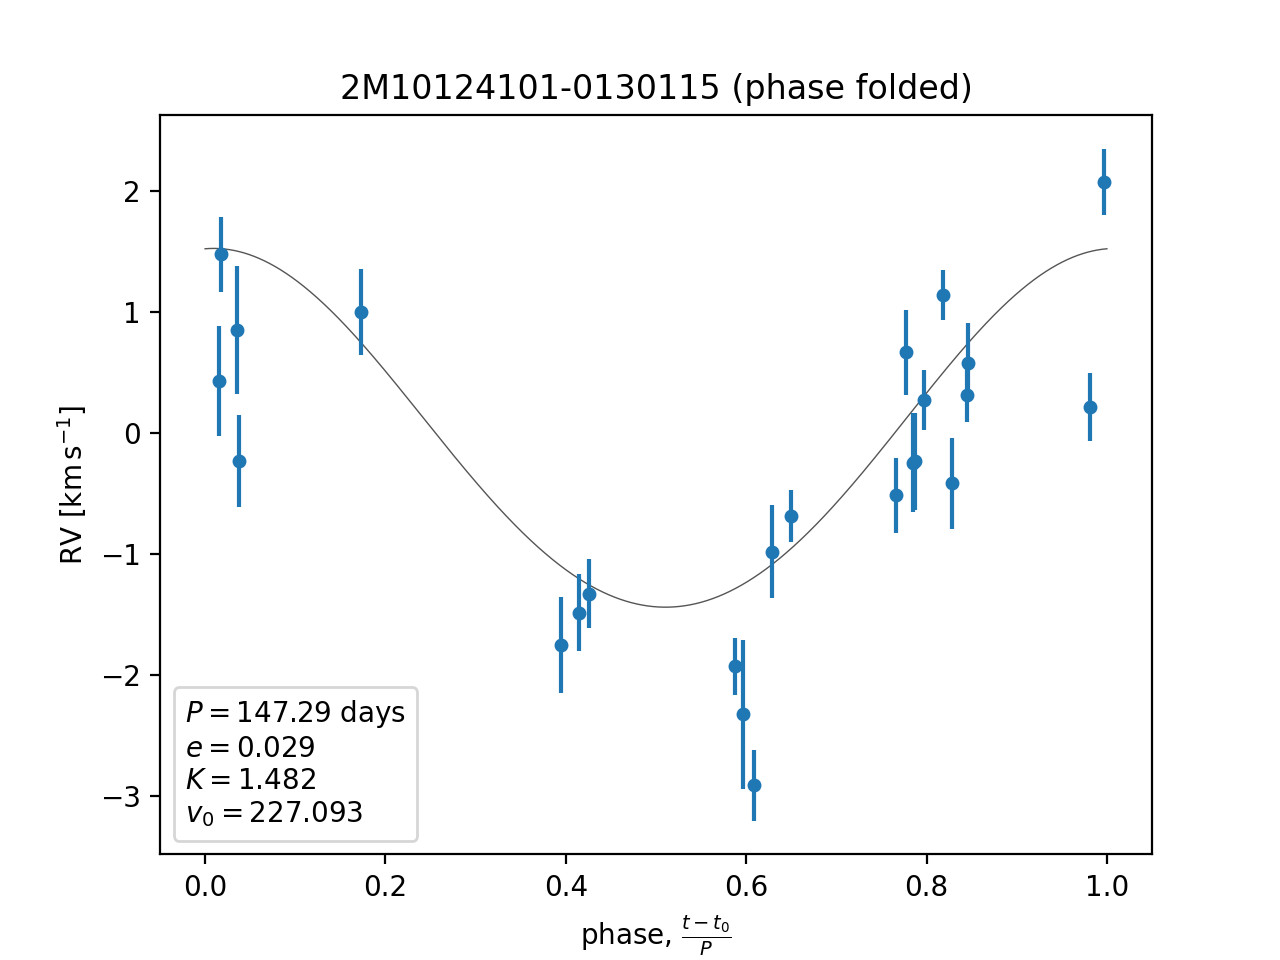 2M10124101-0130115 (phase folded)
RV [km s⁻¹]
2
1
0
−1
−2
−3
P = 147.29 days
e = 0.029
K = 1.482
v₀ = 227.093
0.0 0.2 0.4 0.6 0.8 1.0
phase, (t − t₀)/P